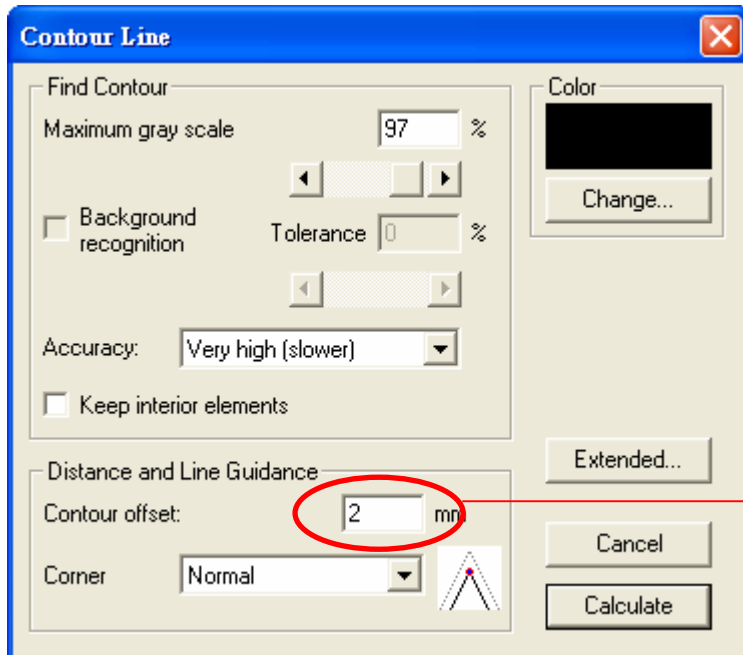 Contour Line
Find Contour
Maximum gray scale 97 %
Background
recognition
Tolerance 0 %
Accuracy: Very high (slower)
Keep interior elements
Distance and Line Guidance
Contour offset: 2 mm
Corner Normal
Color
Change...
Extended...
Cancel
Calculate